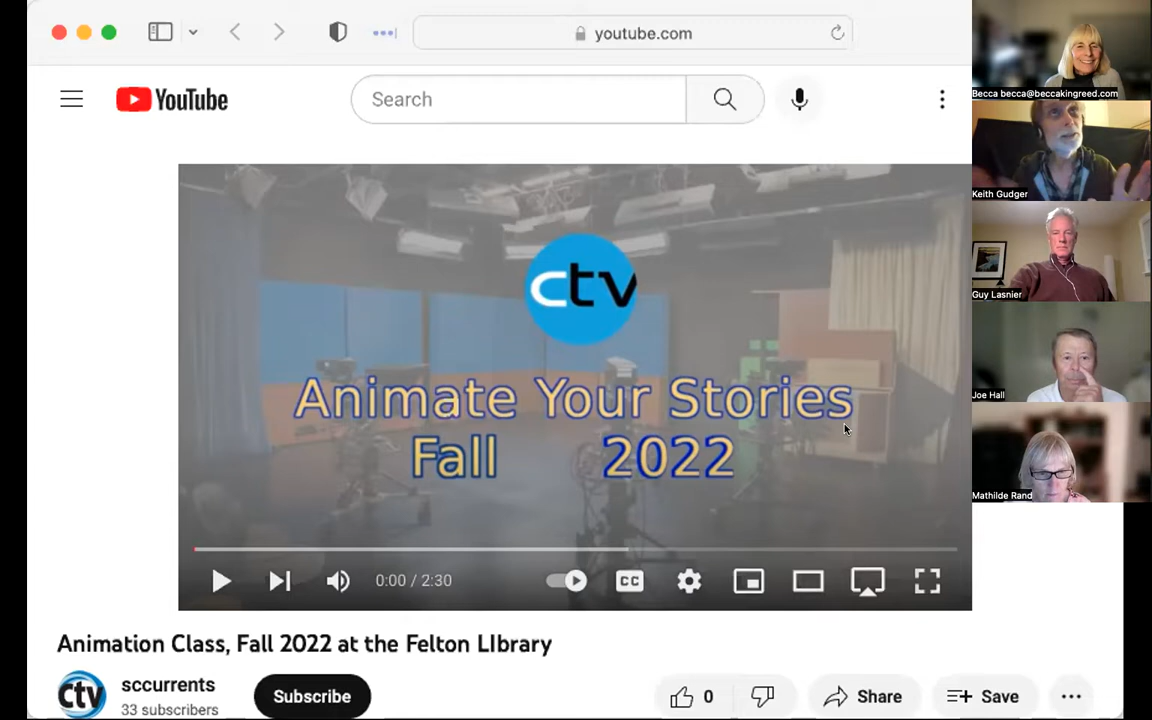 youtube.com
YouTube
Search
ctv
Animate Your Stories
Fall 2022
0:00 / 2:30
CC
Animation Class, Fall 2022 at the Felton LIbrary
ctv
sccurrents
33 subscribers
Subscribe
0
Share
Save
Becca becca@beccakingreed.com
Keith Gudger
Guy Lasnier
Joe Hall
Mathilde Rand